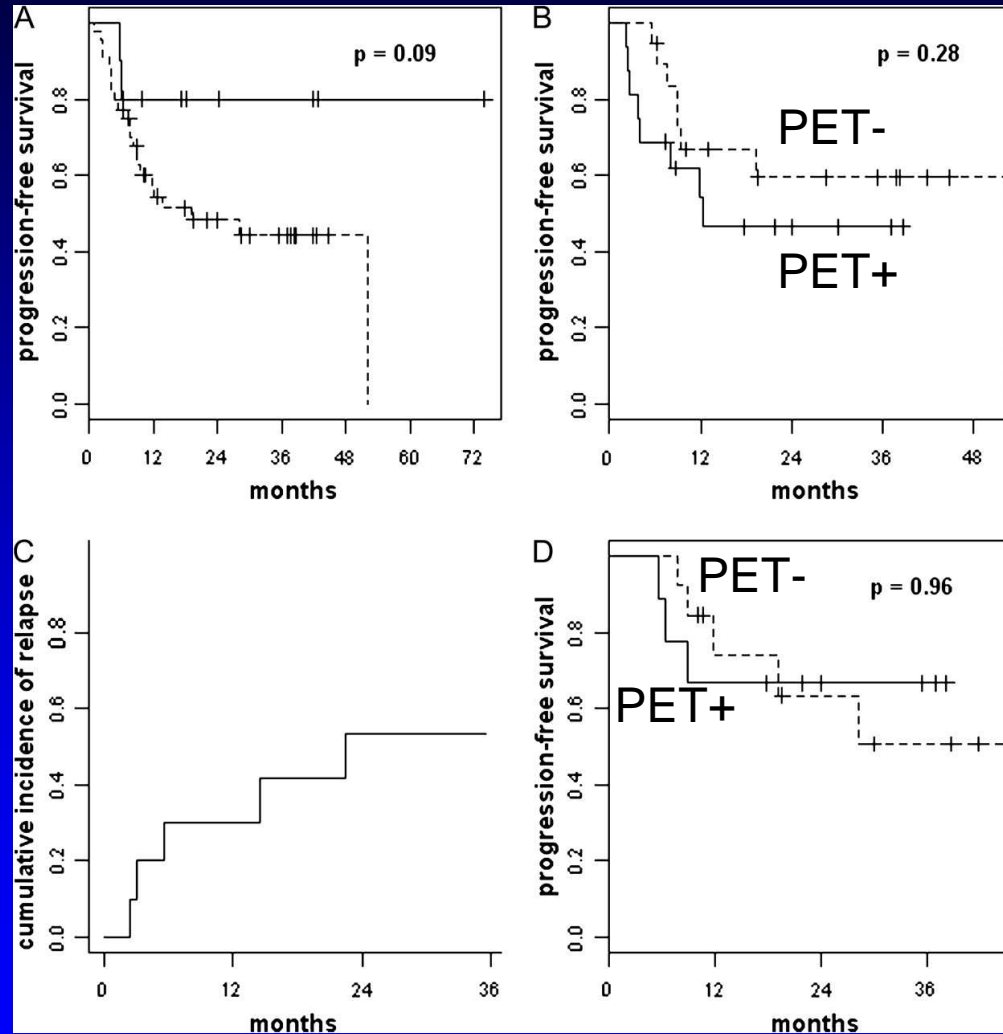 A
p = 0.09
progression-free survival
0.8
0.6
0.4
0.2
0.0
0 12 24 36 48 60 72
months
B
p = 0.28
PET-
PET+
progression-free survival
0.8
0.6
0.4
0.2
0.0
0 12 24 36 48
months
C
cumulative incidence of relapse
0.8
0.6
0.4
0.2
0.0
0 12 24 36
months
D
PET-
p = 0.96
PET+
progression-free survival
0.8
0.6
0.4
0.2
0.0
0 12 24 36
months